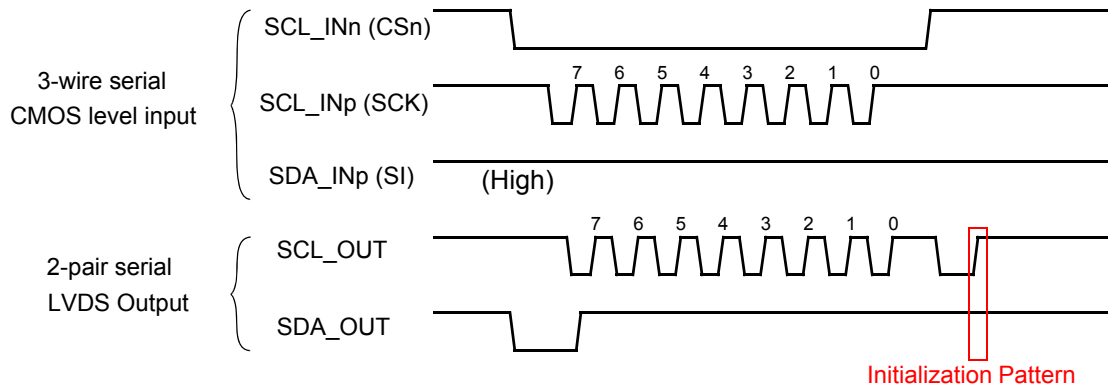 SCL_INn (CSn)
3-wire serial
CMOS level input
7 6 5 4 3 2 1 0
SCL_INp (SCK)
SDA_INp (SI)
(High)
7 6 5 4 3 2 1 0
SCL_OUT
2-pair serial
LVDS Output
SDA_OUT
Initialization Pattern